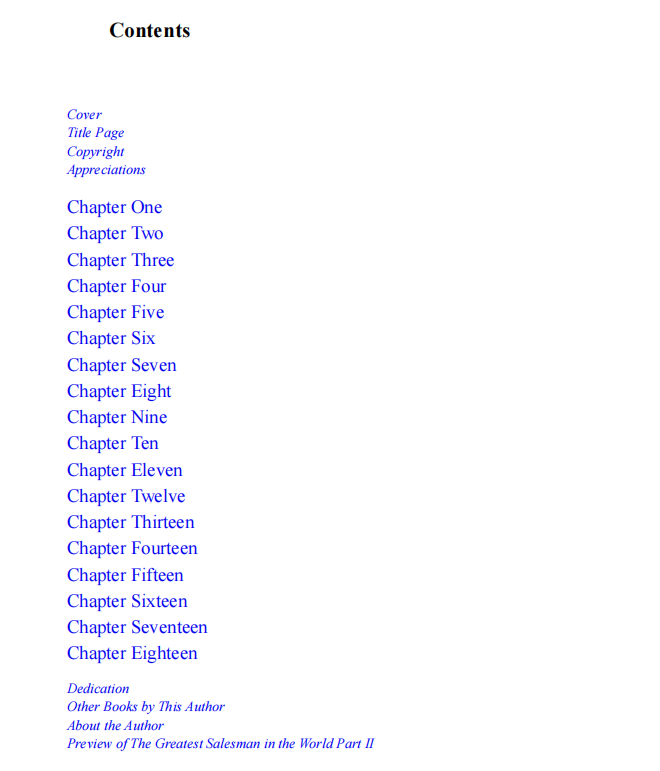 Contents
Cover
Title Page
Copyright
Appreciations
Chapter One
Chapter Two
Chapter Three
Chapter Four
Chapter Five
Chapter Six
Chapter Seven
Chapter Eight
Chapter Nine
Chapter Ten
Chapter Eleven
Chapter Twelve
Chapter Thirteen
Chapter Fourteen
Chapter Fifteen
Chapter Sixteen
Chapter Seventeen
Chapter Eighteen
Dedication
Other Books by This Author
About the Author
Preview of The Greatest Salesman in the World Part II